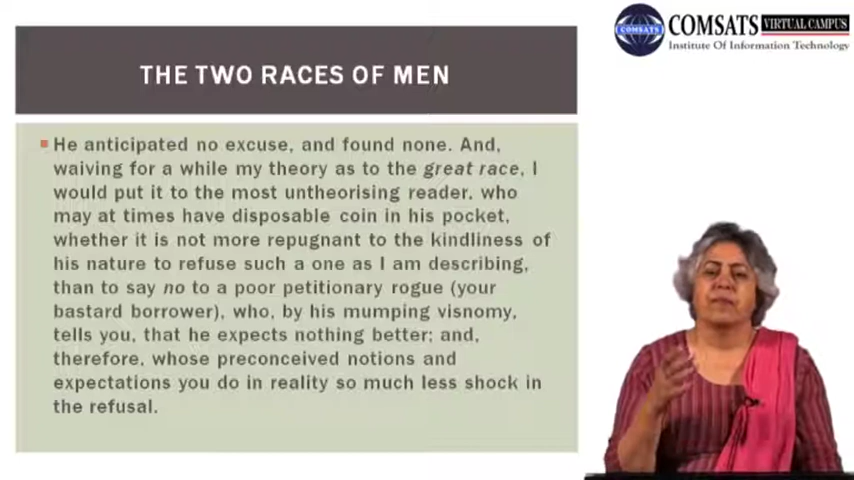 THE TWO RACES OF MEN
COMSATS
COMSATS VIRTUAL CAMPUS
Institute Of Information Technology
He anticipated no excuse, and found none. And,
waiving for a while my theory as to the great race, I
would put it to the most untheorising reader, who
may at times have disposable coin in his pocket,
whether it is not more repugnant to the kindliness of
his nature to refuse such a one as I am describing,
than to say no to a poor petitionary rogue (your
bastard borrower), who, by his mumping visnomy,
tells you, that he expects nothing better; and,
therefore, whose preconceived notions and
expectations you do in reality so much less shock in
the refusal.